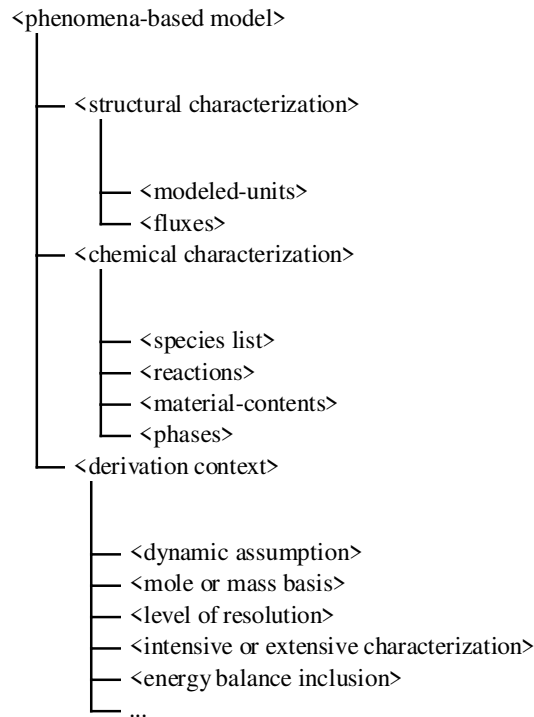 <phenomena-based model>
<structural characterization>
<modeled-units>
<fluxes>
<chemical characterization>
<species list>
<reactions>
<material-contents>
<phases>
<derivation context>
<dynamic assumption>
<mole or mass basis>
<level of resolution>
<intensive or extensive characterization>
<energy balance inclusion>
...